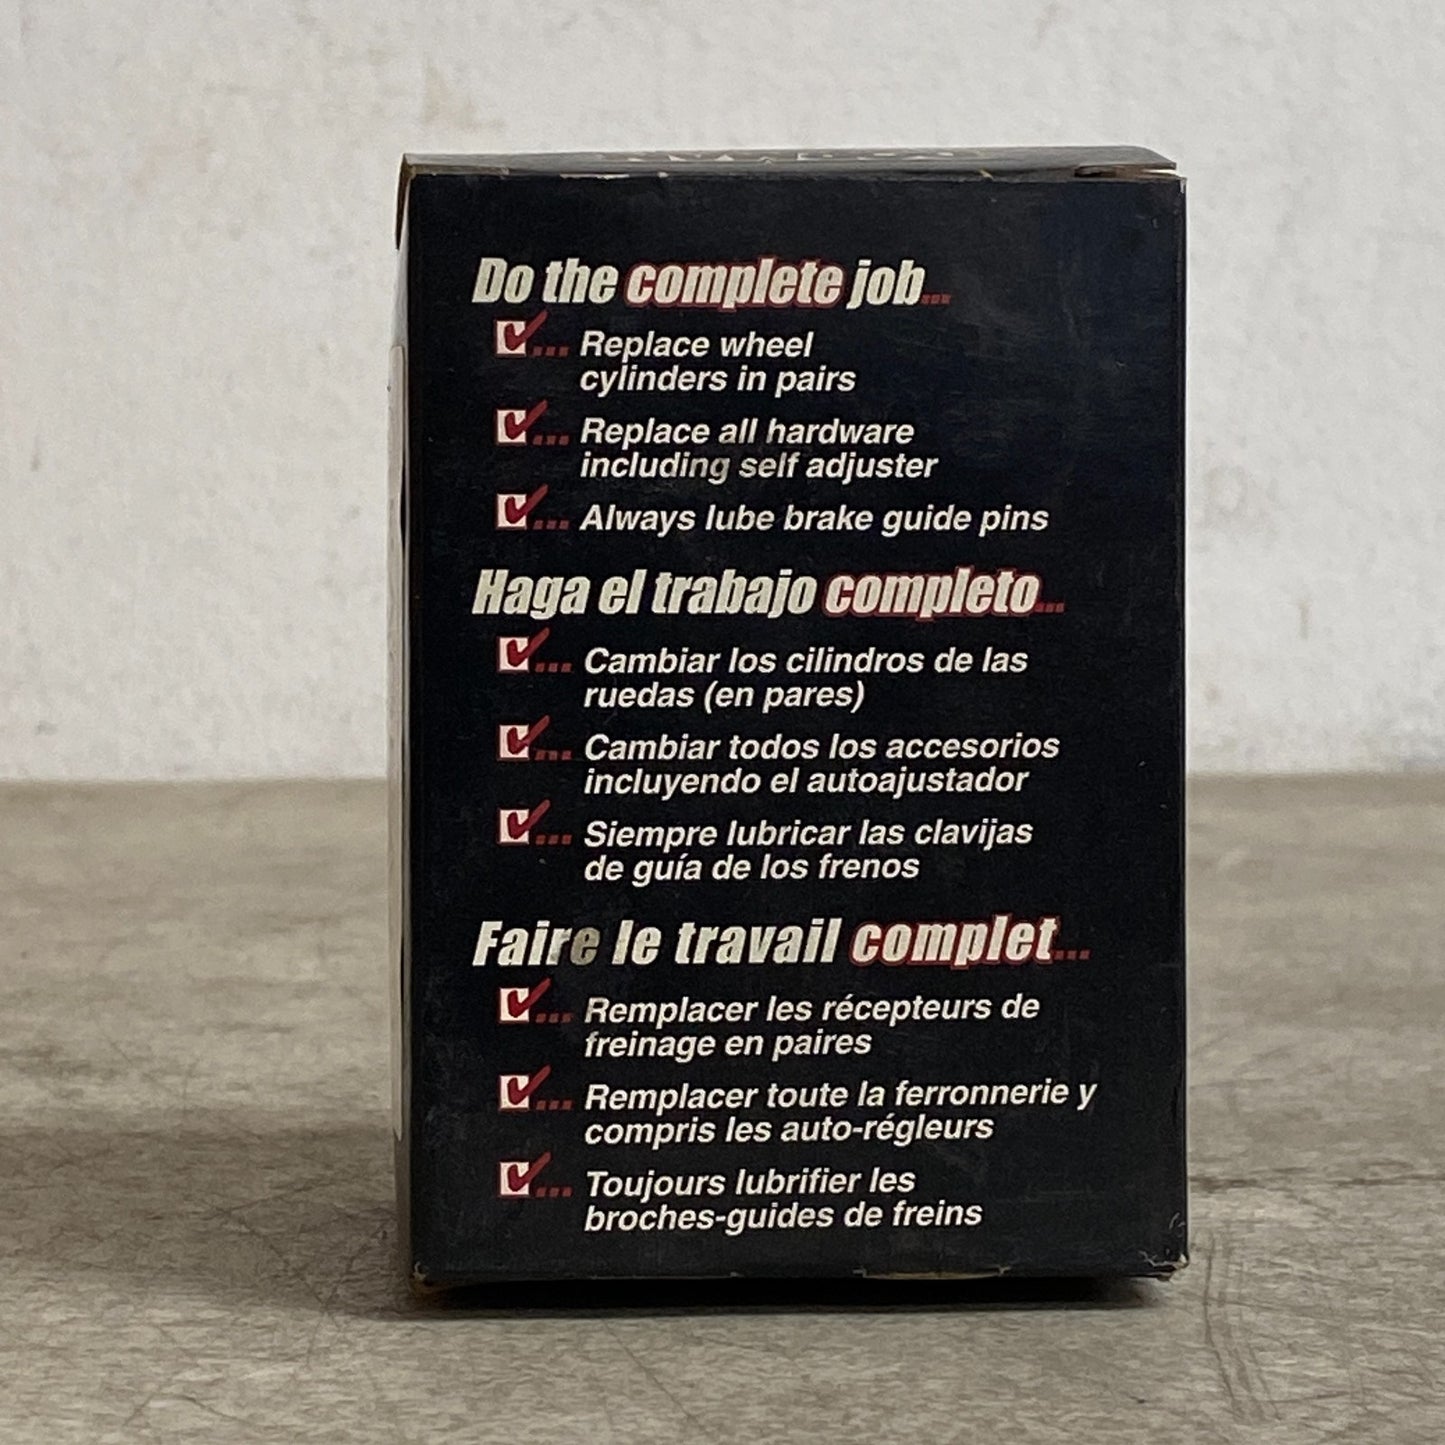 Do the complete job...
Replace wheel
cylinders in pairs
Replace all hardware
including self adjuster
Always lube brake guide pins
Haga el trabajo completo...
Cambiar los cilindros de las
ruedas (en pares)
Cambiar todos los accesorios
incluyendo el autoajustador
Siempre lubricar las clavijas
de guía de los frenos
Faire le travail complet...
Remplacer les récepteurs de
freinage en paires
Remplacer toute la ferronnerie y
compris les auto-régleurs
Toujours lubrifier les
broches-guides de freins